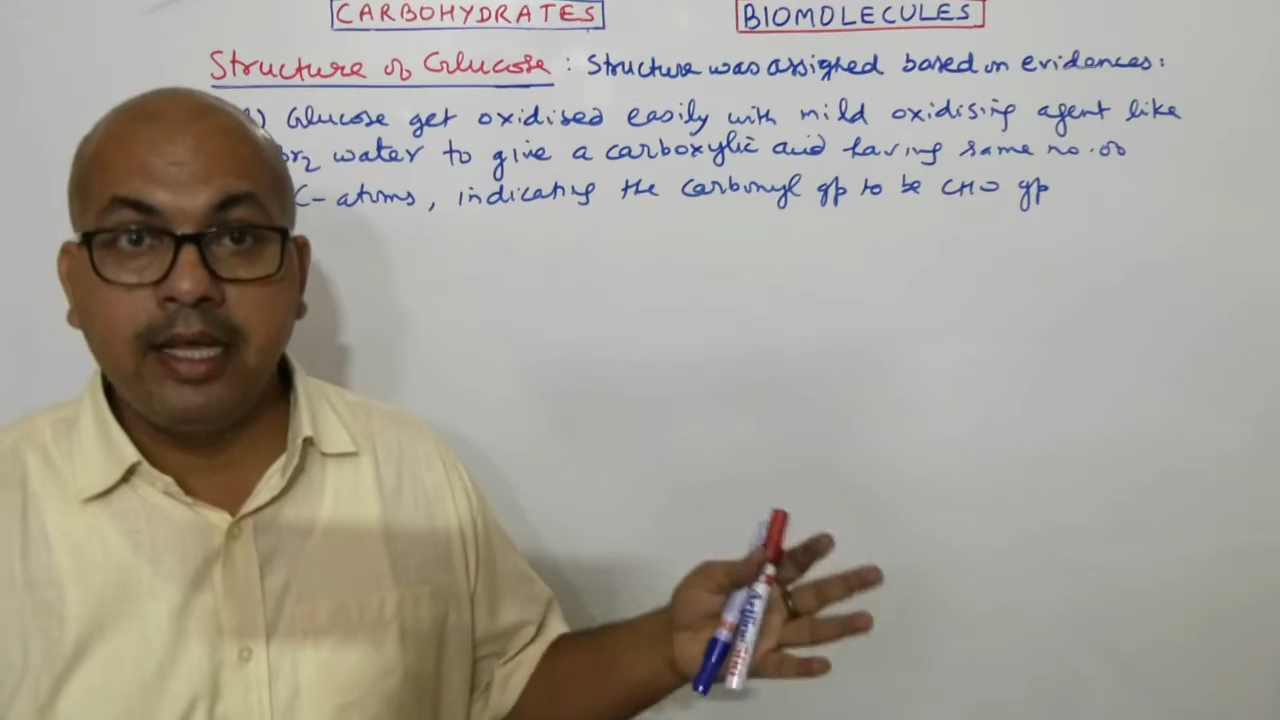 CARBOHYDRATES
BIOMOLECULES
Structure of Glucose : Structure was assigned based on evidences :
) Glucose get oxidised easily with mild oxidising agent like
Br2 water to give a carboxylic acid having same no. of
C- atoms, indicating the carbonyl gp to be CHO gp
Artline